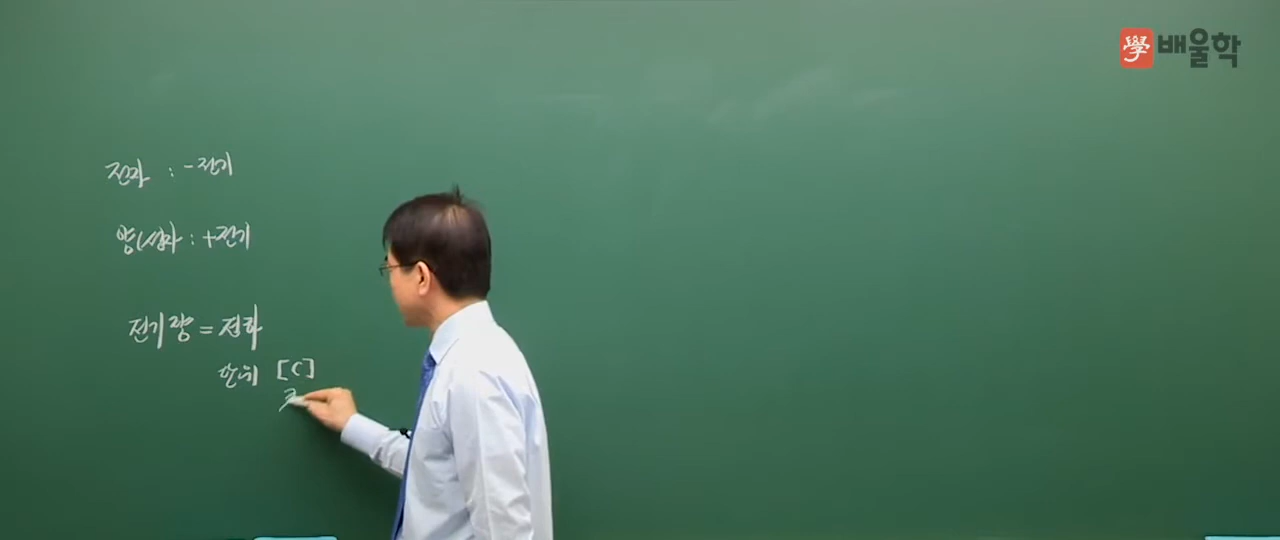 學 배울학
전자 : -전기
양성자 : +전기
전기량 = 전하
단위 [C]